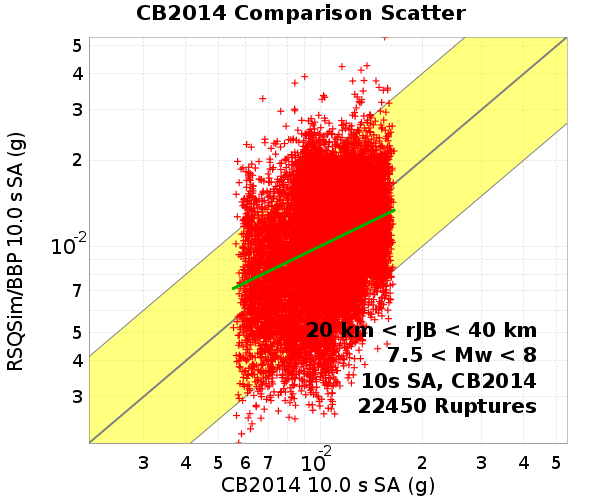 CB2014 Comparison Scatter
RSQSim/BBP 10.0 s SA (g)
5
4
3
2
10-2
7
5
4
3
20 km < rJB < 40 km
7.5 < Mw < 8
10s SA, CB2014
22450 Ruptures
3 4 5 6 7 10-2 2 3 4 5
CB2014 10.0 s SA (g)